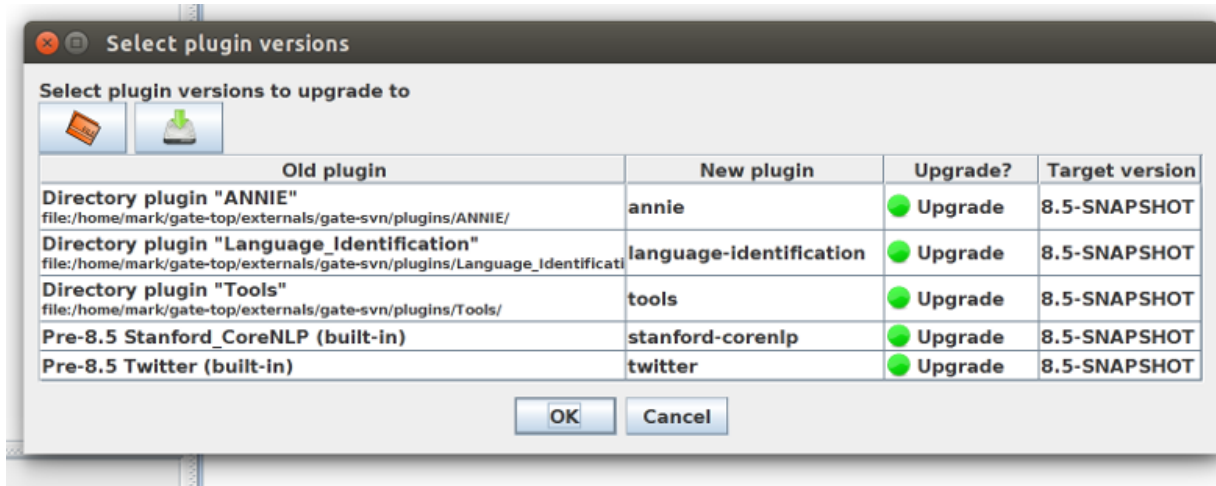 Select plugin versions
Select plugin versions to upgrade to
Old plugin New plugin Upgrade? Target version
Directory plugin "ANNIE"
file:/home/mark/gate-top/externals/gate-svn/plugins/ANNIE/
annie Upgrade 8.5-SNAPSHOT
Directory plugin "Language_Identification"
file:/home/mark/gate-top/externals/gate-svn/plugins/Language_Identificati
language-identification Upgrade 8.5-SNAPSHOT
Directory plugin "Tools"
file:/home/mark/gate-top/externals/gate-svn/plugins/Tools/
tools Upgrade 8.5-SNAPSHOT
Pre-8.5 Stanford_CoreNLP (built-in) stanford-corenlp Upgrade 8.5-SNAPSHOT
Pre-8.5 Twitter (built-in) twitter Upgrade 8.5-SNAPSHOT
OK Cancel